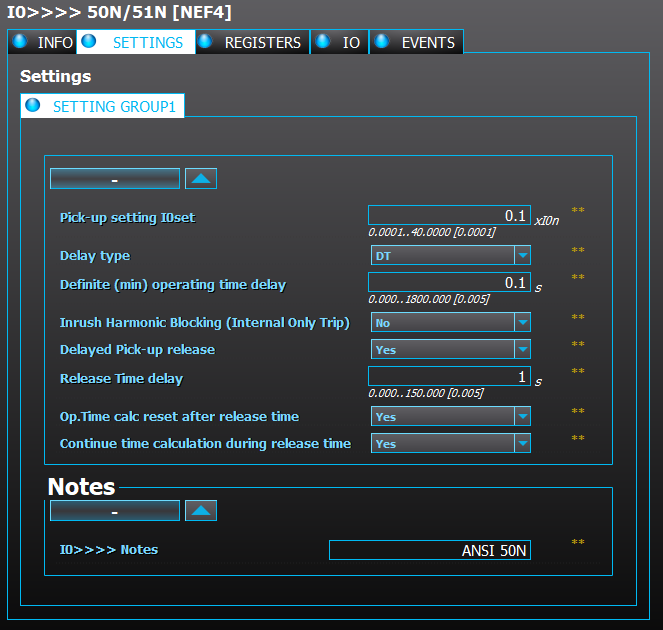 I0>>>> 50N/51N [NEF4]
INFO SETTINGS REGISTERS IO EVENTS
Settings
SETTING GROUP1
-
Pick-up setting I0set 0.1 xI0n **
0.0001..40.0000 [0.0001]
Delay type DT **
Definite (min) operating time delay 0.1 s **
0.000..1800.000 [0.005]
Inrush Harmonic Blocking (Internal Only Trip) No **
Delayed Pick-up release Yes **
Release Time delay 1 s **
0.000..150.000 [0.005]
Op.Time calc reset after release time Yes **
Continue time calculation during release time Yes **
Notes
-
I0>>>> Notes ANSI 50N **